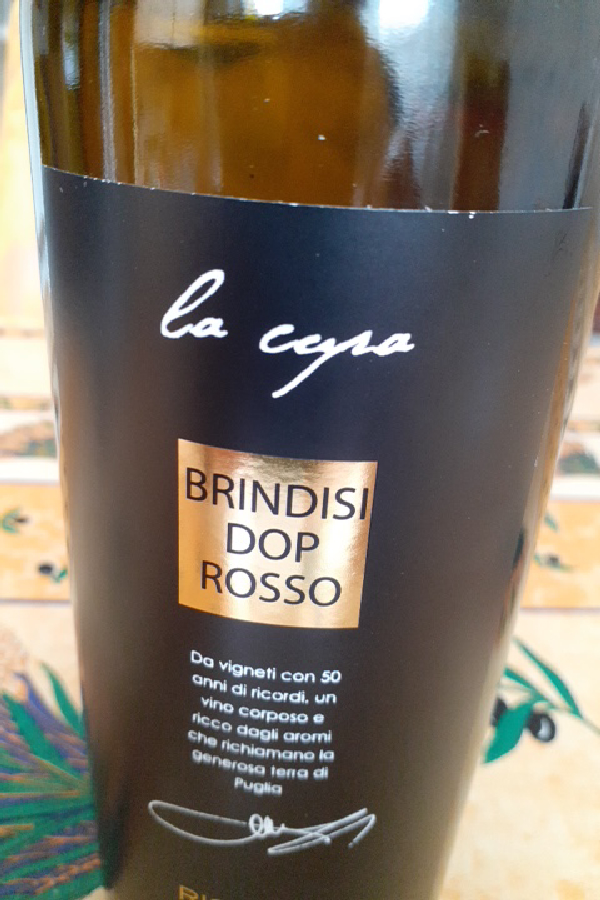 la
BRINDISI
DOP
ROSSO
Da vigneti con 50
anni di ricordi, un
vino corposo e
ricco dagli aromi
che richiamano la
generosa terra di
Puglia